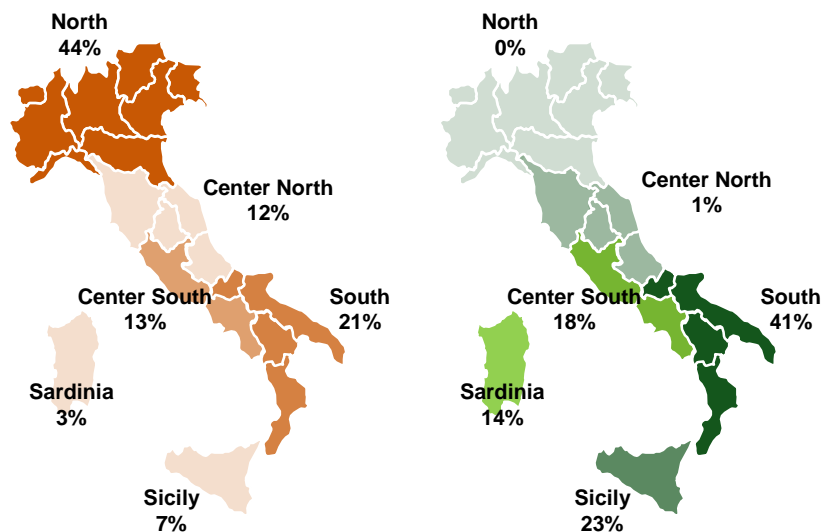 North
44%
Center North
12%
Center South
13%
South
21%
Sardinia
3%
Sicily
7%
North
0%
Center North
1%
Center South
18%
South
41%
Sardinia
14%
Sicily
23%